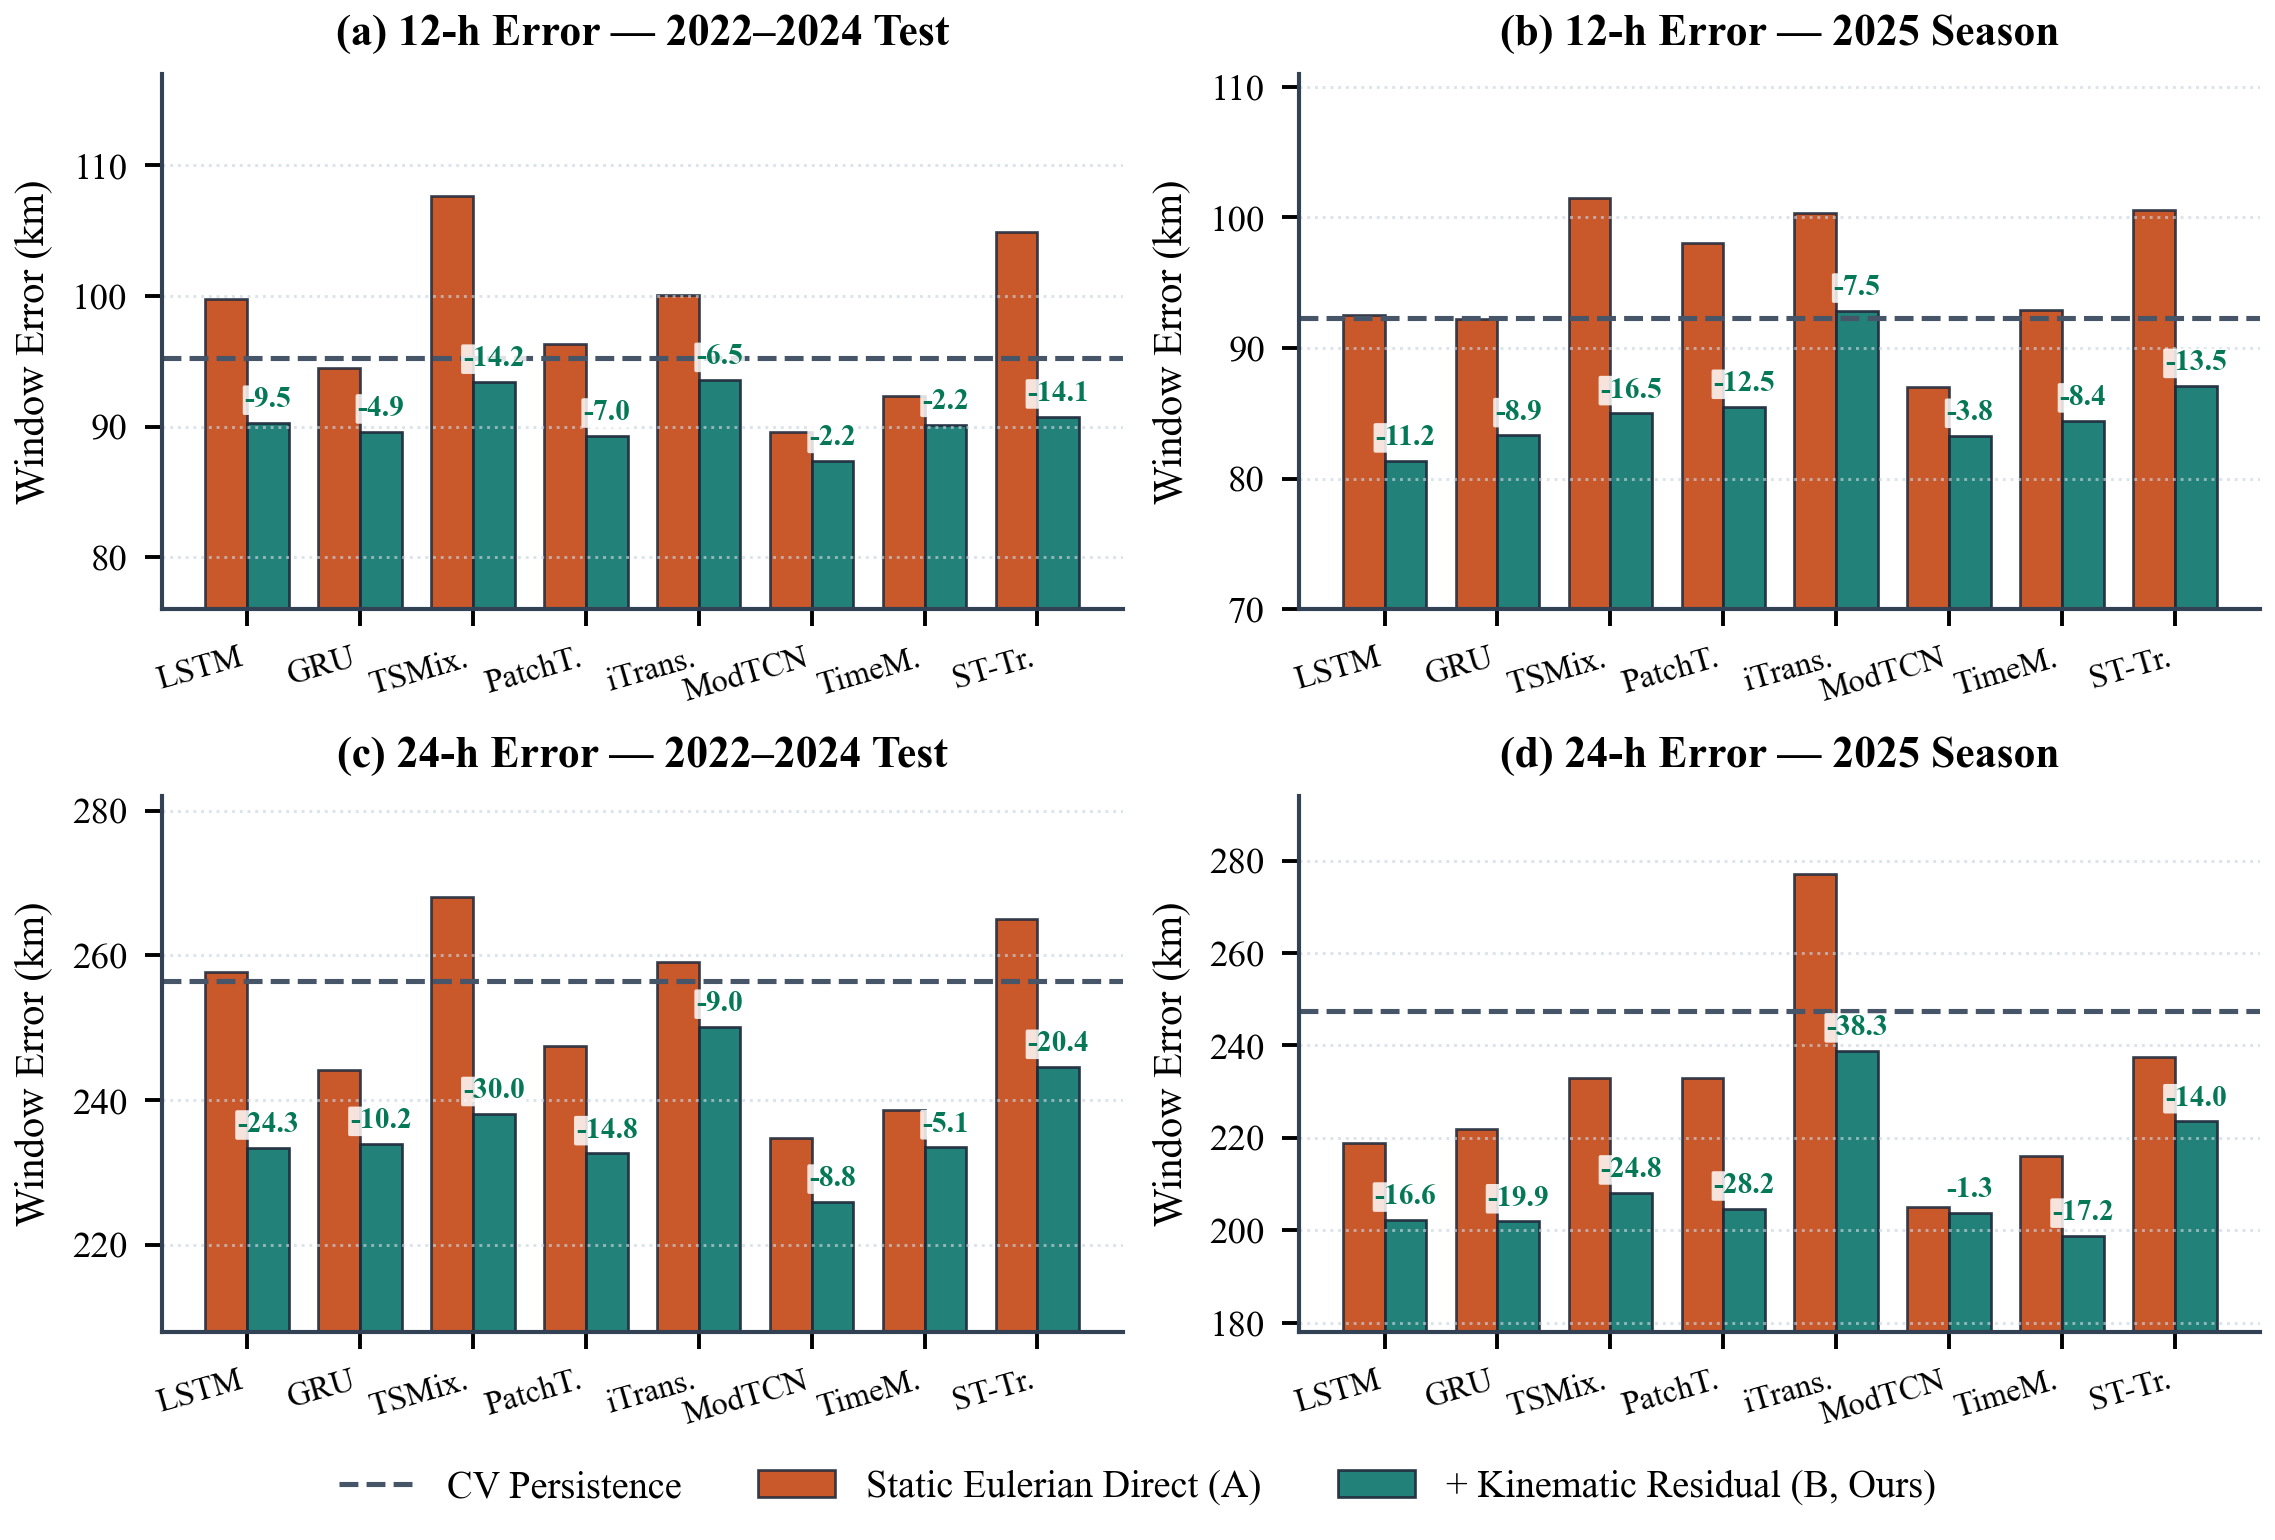 (a) 12-h Error — 2022–2024 Test
Window Error (km)
110
100
90
80
-9.5
-4.9
-14.2
-7.0
-6.5
-2.2
-2.2
-14.1
LSTM
GRU
TSMix.
PatchT.
iTrans.
ModTCN
TimeM.
ST-Tr.
(b) 12-h Error — 2025 Season
Window Error (km)
110
100
90
80
70
-11.2
-8.9
-16.5
-12.5
-7.5
-3.8
-8.4
-13.5
LSTM
GRU
TSMix.
PatchT.
iTrans.
ModTCN
TimeM.
ST-Tr.
(c) 24-h Error — 2022–2024 Test
Window Error (km)
280
260
240
220
-24.3
-10.2
-30.0
-14.8
-9.0
-8.8
-5.1
-20.4
LSTM
GRU
TSMix.
PatchT.
iTrans.
ModTCN
TimeM.
ST-Tr.
(d) 24-h Error — 2025 Season
Window Error (km)
280
260
240
220
200
180
-16.6
-19.9
-24.8
-28.2
-38.3
-1.3
-17.2
-14.0
LSTM
GRU
TSMix.
PatchT.
iTrans.
ModTCN
TimeM.
ST-Tr.
CV Persistence
Static Eulerian Direct (A)
+ Kinematic Residual (B, Ours)